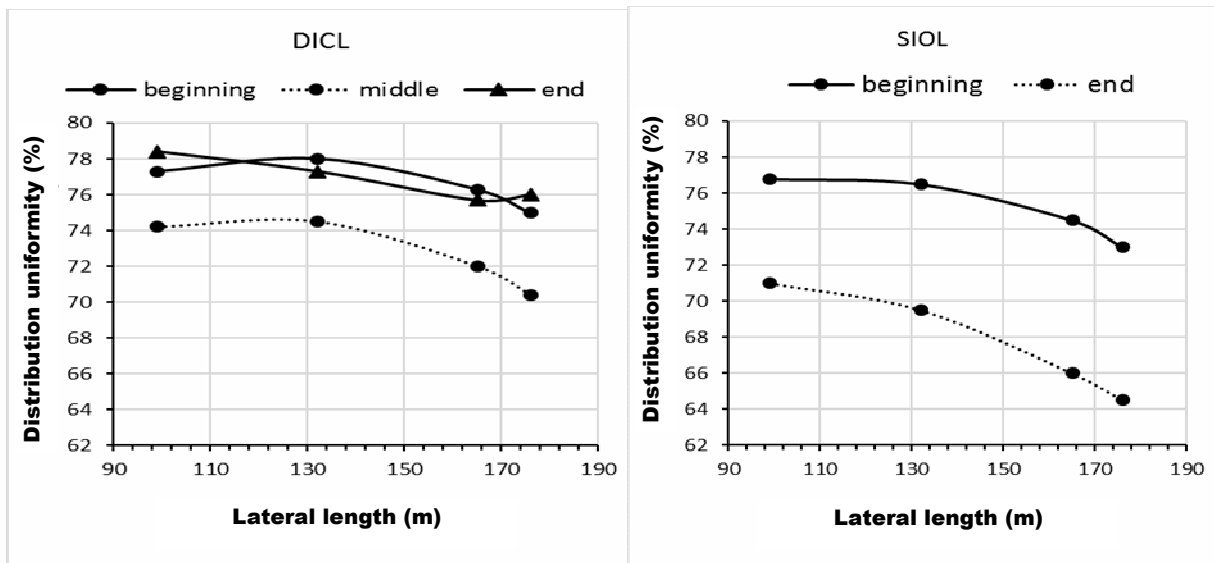 DICL
beginning middle end
Distribution uniformity (%)
80
78
76
74
72
70
68
66
64
62
90 110 130 150 170 190
Lateral length (m)
SIOL
beginning end
Distribution uniformity (%)
80
78
76
74
72
70
68
66
64
62
90 110 130 150 170 190
Lateral length (m)